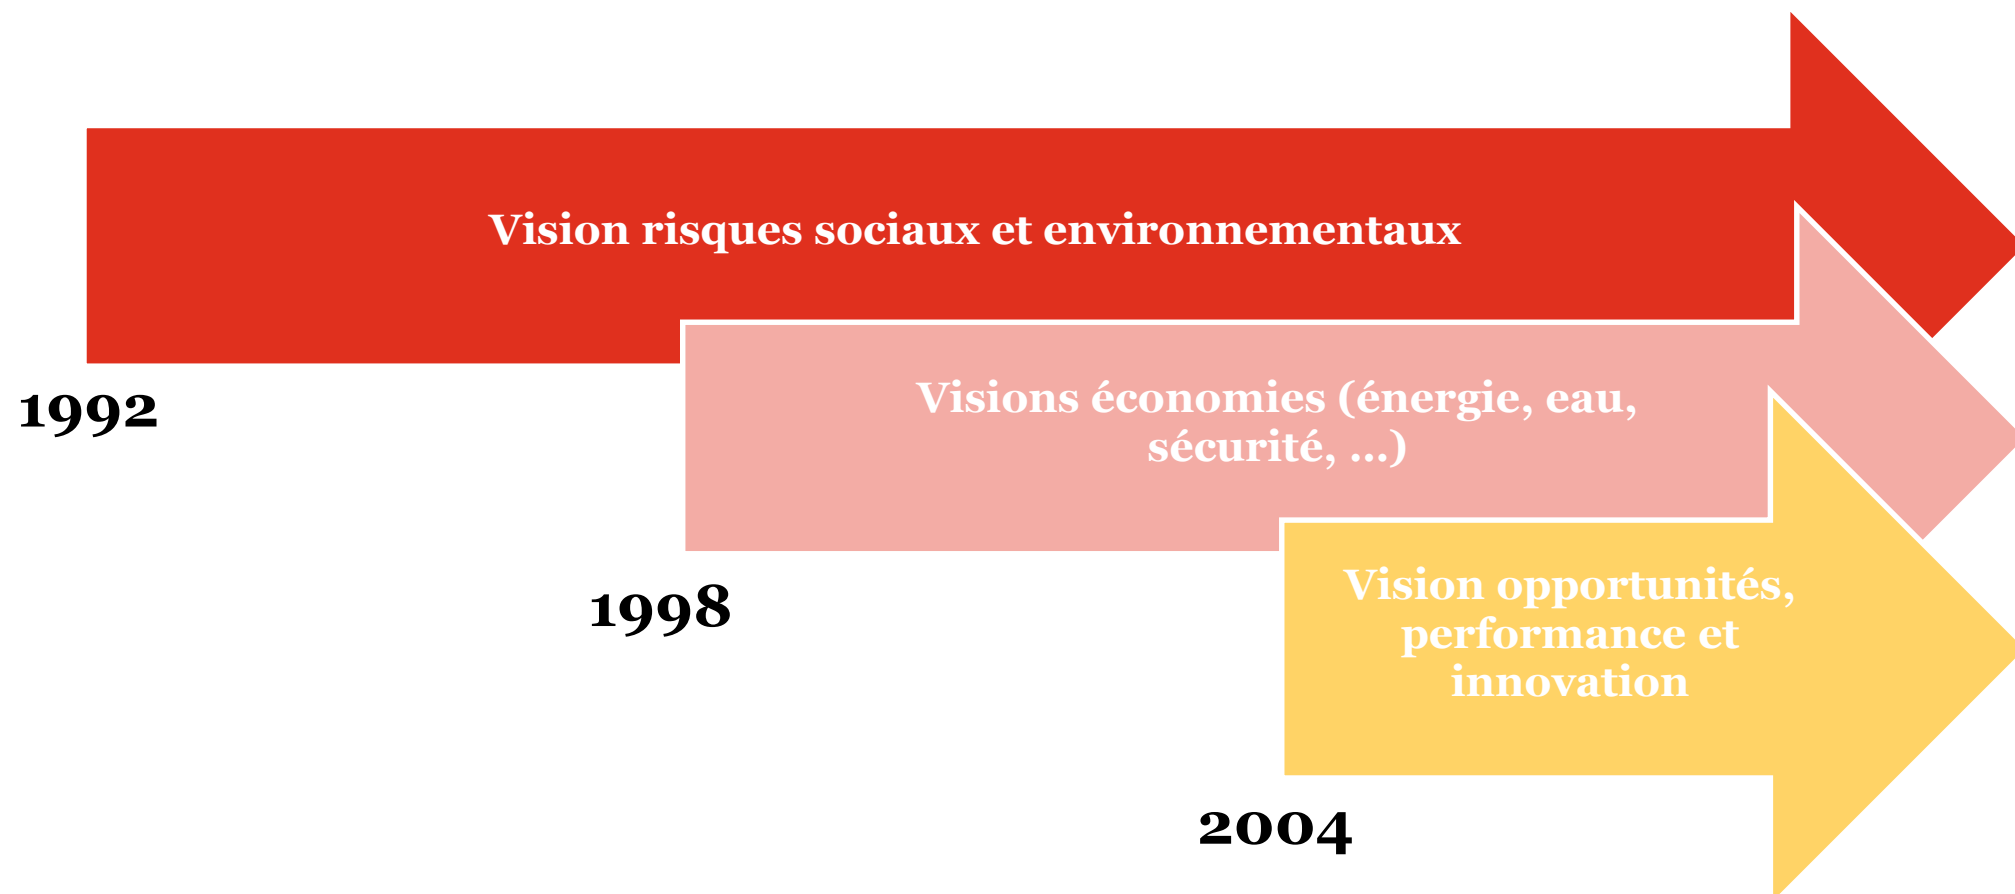 Vision risques sociaux et environnementaux
1992
Visions économies (énergie, eau,
sécurité, ...)
1998
Vision opportunités,
performance et
innovation
2004